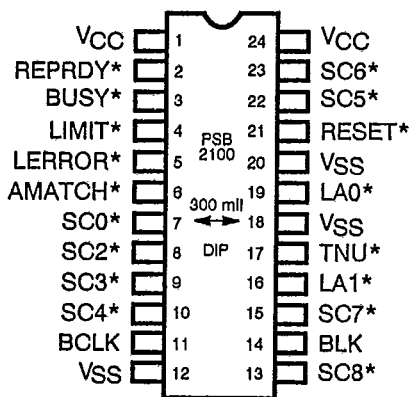 VCC 1 24 VCC
REPRDY* 2 23 SC6*
BUSY* 3 22 SC5*
LIMIT* 4 PSB 21 RESET*
LERROR* 5 2100 20 VSS
AMATCH* 6 19 LA0*
300 mil
SC0* 7 18 VSS
SC2* 8 DIP 17 TNU*
SC3* 9 16 LA1*
SC4* 10 15 SC7*
BCLK 11 14 BLK
VSS 12 13 SC8*